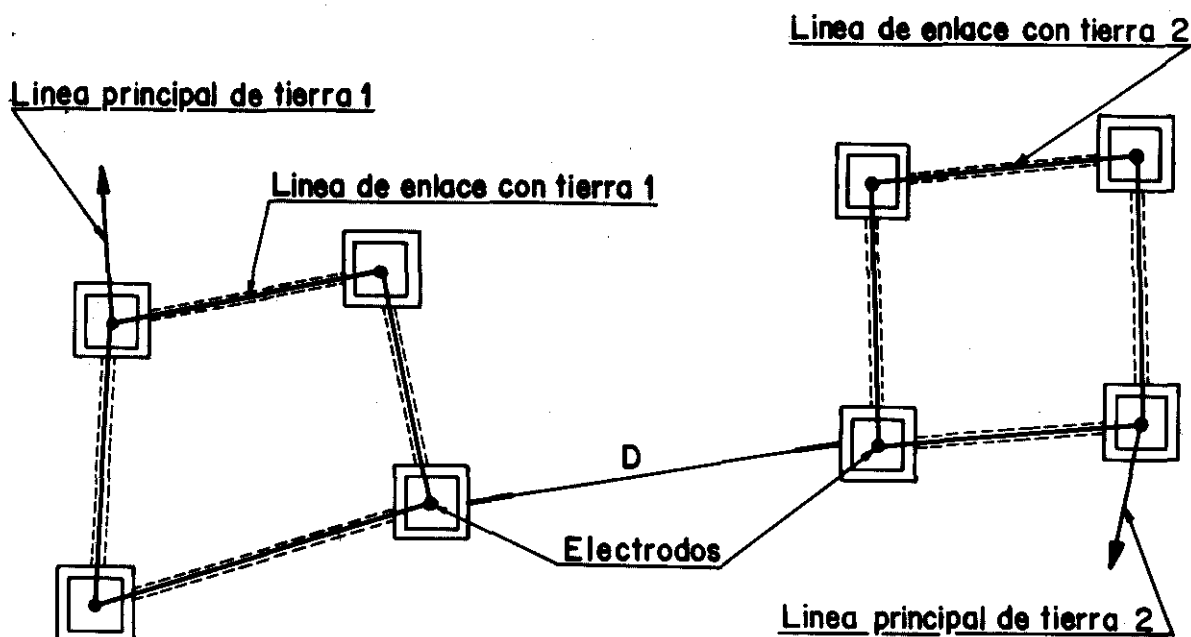 Linea de enlace con tierra 2
Linea principal de tierra 1
Linea de enlace con tierra 1
D
Electrodos
Linea principal de tierra 2